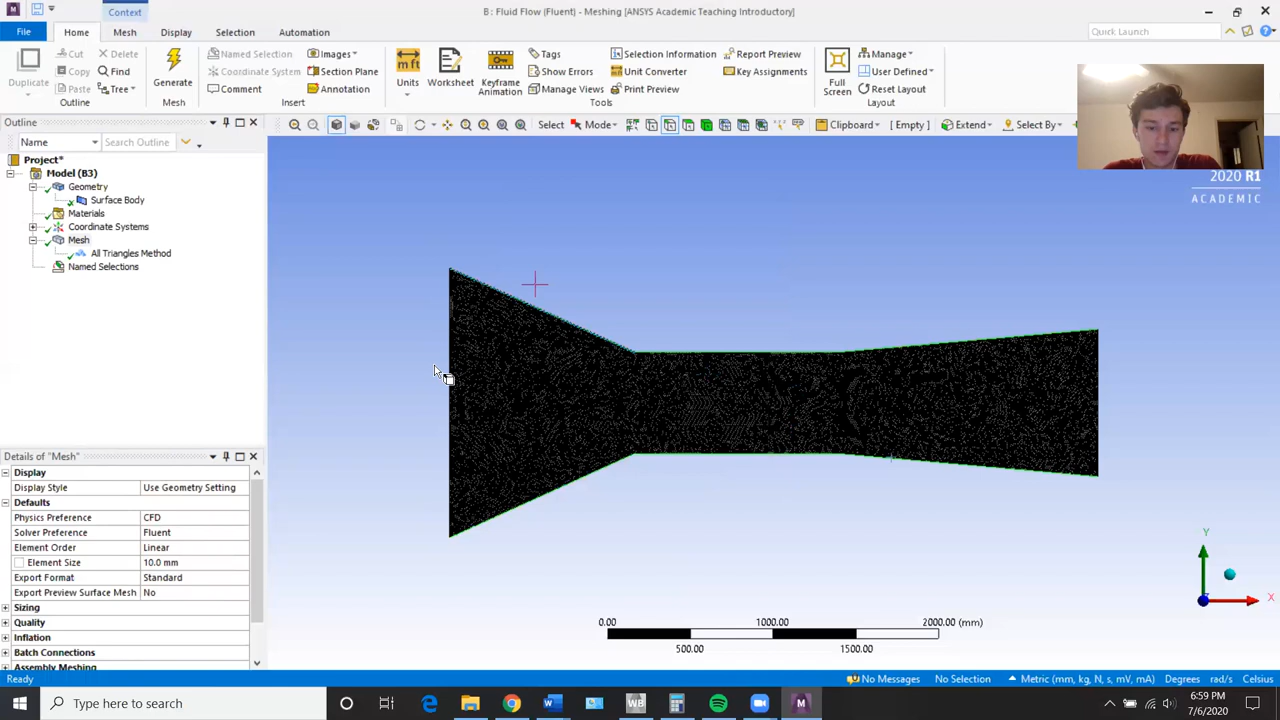 Context
B : Fluid Flow (Fluent) - Meshing [ANSYS Academic Teaching Introductory]
File Home Mesh Display Selection Automation
Quick Launch
Duplicate
Cut
Copy
Paste
Delete
Find
Tree
Outline
Generate
Mesh
Named Selection
Coordinate System
Comment
Images
Section Plane
Annotation
Insert
Units
Worksheet
Keyframe
Animation
Tags
Show Errors
Manage Views
Selection Information
Unit Converter
Print Preview
Report Preview
Key Assignments
Tools
Full
Screen
Manage
User Defined
Reset Layout
Layout
Outline
Select Mode Clipboard [ Empty ] Extend Select By
Name Search Outline
Project*
Model (B3)
Geometry
Surface Body
Materials
Coordinate Systems
Mesh
All Triangles Method
Named Selections
2020 R1
ACADEMIC
Details of "Mesh"
Display
Display Style Use Geometry Setting
Defaults
Physics Preference CFD
Solver Preference Fluent
Element Order Linear
Element Size 10.0 mm
Export Format Standard
Export Preview Surface Mesh No
Sizing
Quality
Inflation
Batch Connections
Assembly Meshing
Y
X
0.00 1000.00 2000.00 (mm)
500.00 1500.00
Ready
No Messages No Selection Metric (mm, kg, N, s, mV, mA) Degrees rad/s Celsius
Type here to search
6:59 PM
7/6/2020